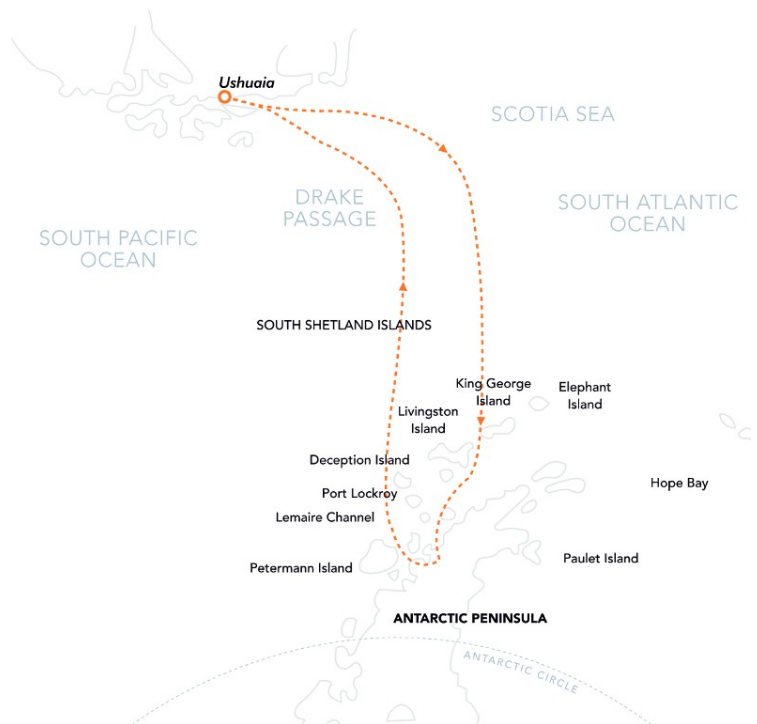 Ushuaia
SCOTIA SEA
DRAKE
PASSAGE
SOUTH ATLANTIC
OCEAN
SOUTH PACIFIC
OCEAN
SOUTH SHETLAND ISLANDS
King George
Island
Elephant
Island
Livingston
Island
Deception Island
Hope Bay
Port Lockroy
Lemaire Channel
Paulet Island
Petermann Island
ANTARCTIC PENINSULA
ANTARCTIC CIRCLE